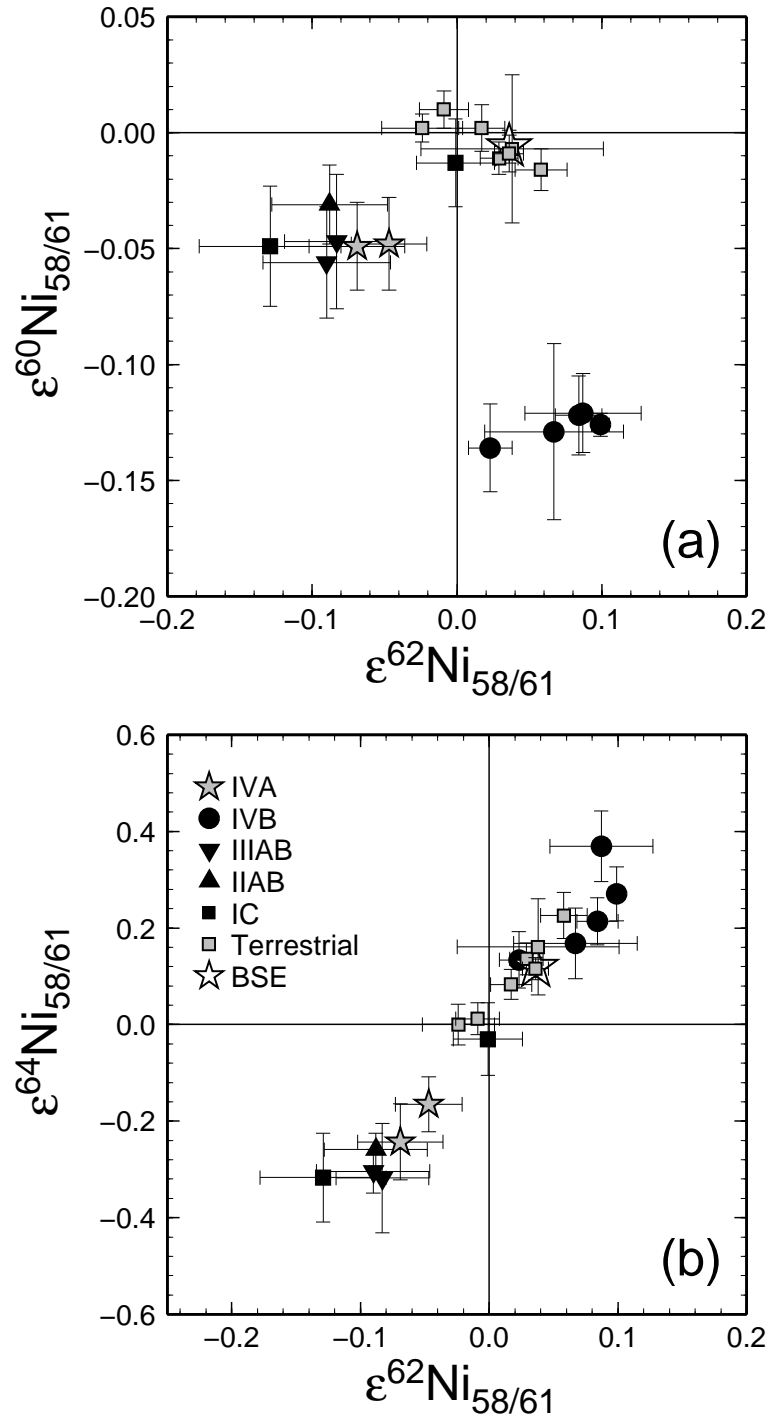 0.05
0.00
−0.05
−0.10
−0.15
−0.20
ε⁶⁰Ni₅₈/₆₁
(a)
−0.2
−0.1
0.0
0.1
0.2
ε⁶²Ni₅₈/₆₁
0.6
0.4
0.2
0.0
−0.2
−0.4
−0.6
ε⁶⁴Ni₅₈/₆₁
IVA
IVB
IIIAB
IIAB
IC
Terrestrial
BSE
(b)
−0.2
−0.1
0.0
0.1
0.2
ε⁶²Ni₅₈/₆₁